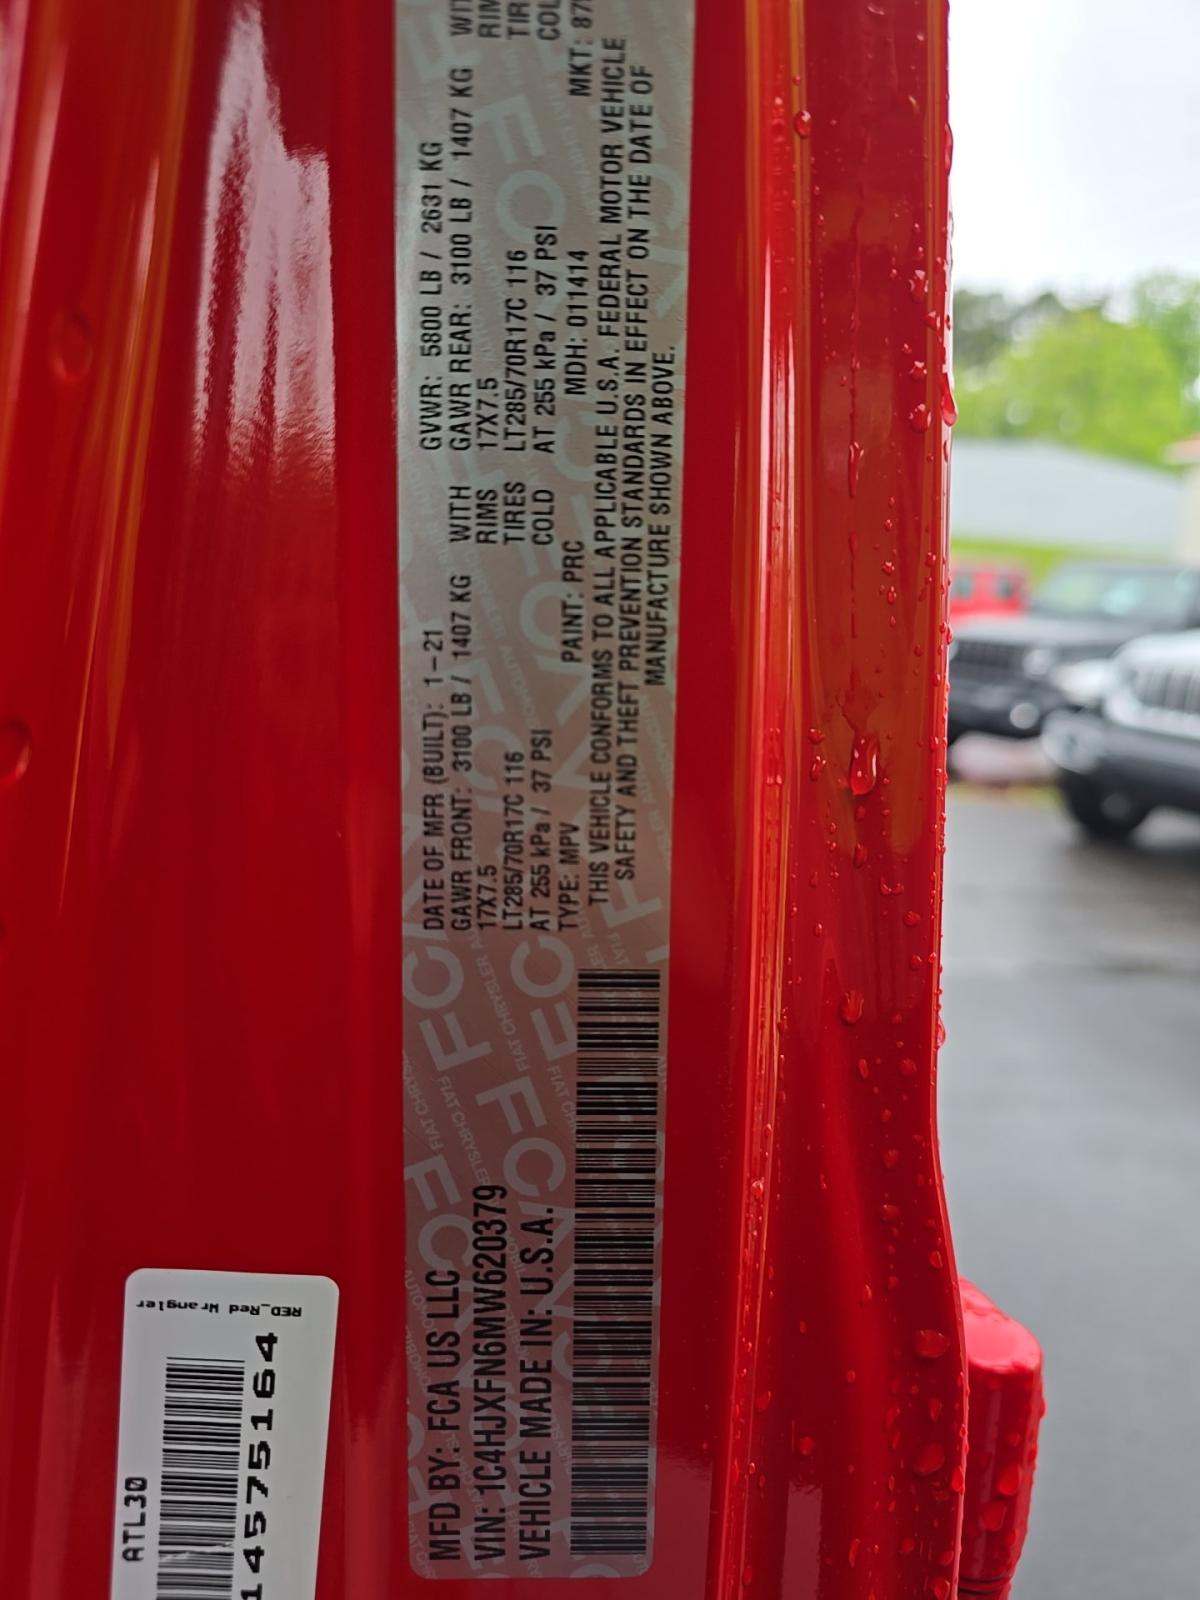 MFD BY: FCA US LLC
VIN: 1C4HJXFN6MW620379
VEHICLE MADE IN: U.S.A.
DATE OF MFR (BUILT): 1-21 GVWR: 5800 LB / 2631 KG
GAWR FRONT: 3100 LB / 1407 KG WITH GAWR REAR: 3100 LB / 1407 KG
17X7.5 RIMS 17X7.5
LT285/70R17C 116 TIRES LT285/70R17C 116
AT 255 kPa / 37 PSI COLD AT 255 kPa / 37 PSI
TYPE: MPV PAINT: PRC MDH: 011414 MKT:
THIS VEHICLE CONFORMS TO ALL APPLICABLE U.S.A. FEDERAL MOTOR VEHICLE
SAFETY AND THEFT PREVENTION STANDARDS IN EFFECT ON THE DATE OF
MANUFACTURE SHOWN ABOVE.
ATL30
14575164
RED_Red Wrangler